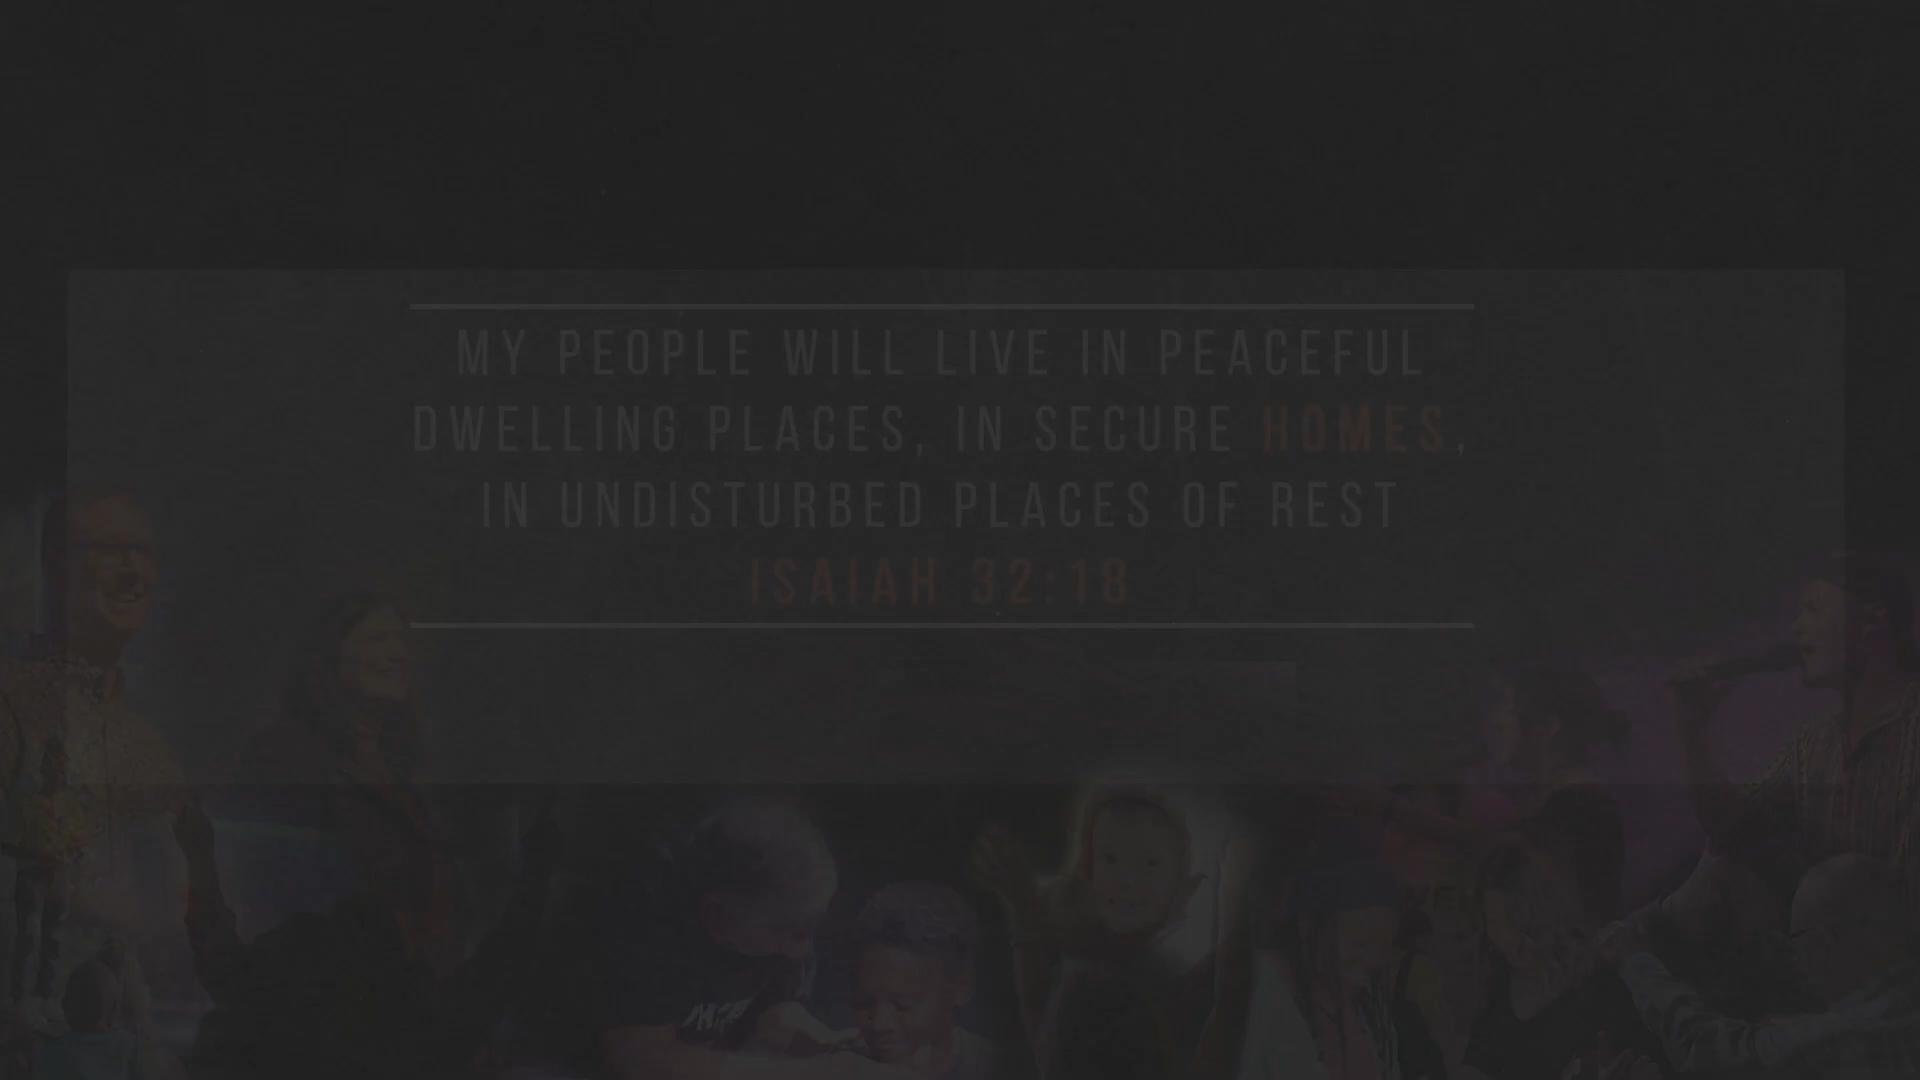 MY PEOPLE WILL LIVE IN PEACEFUL
DWELLING PLACES, IN SECURE HOMES,
IN UNDISTURBED PLACES OF REST
ISAIAH 32:18